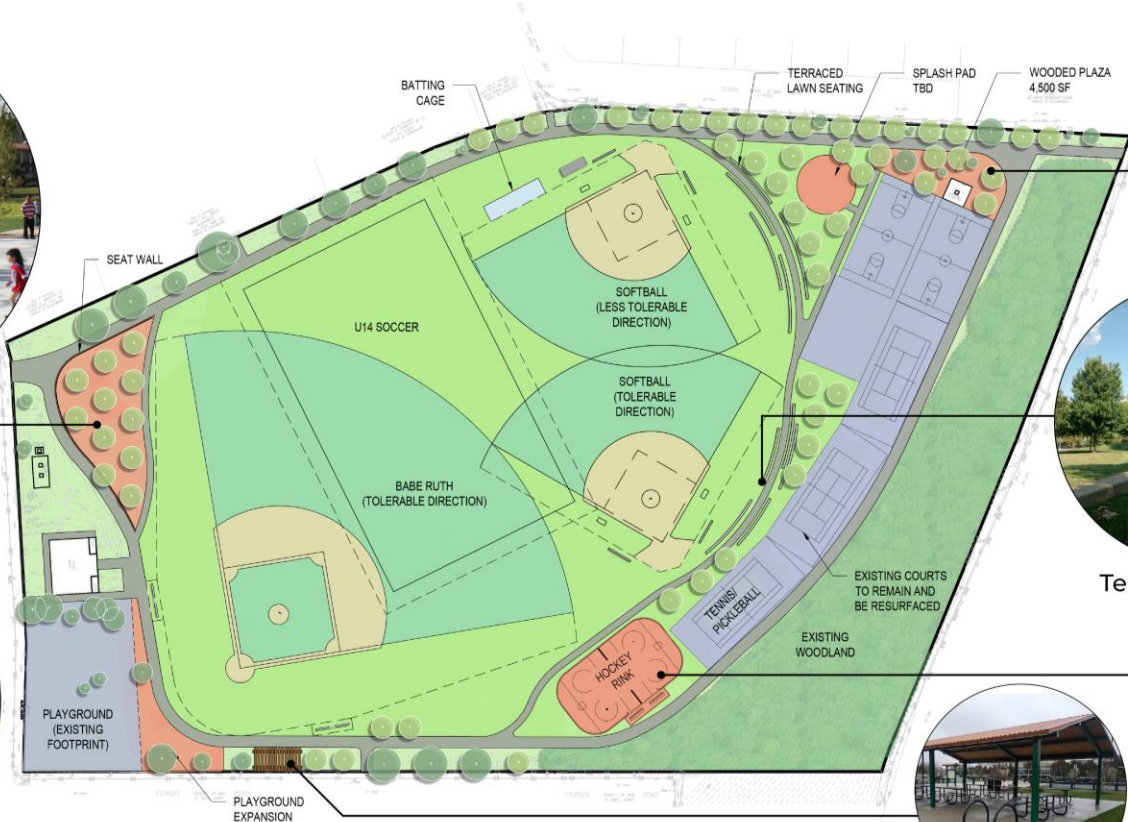 BATTING
CAGE
TERRACED
LAWN SEATING
SPLASH PAD
TBD
WOODED PLAZA
4,500 SF
SEAT WALL
U14 SOCCER
SOFTBALL
(LESS TOLERABLE
DIRECTION)
SOFTBALL
(TOLERABLE
DIRECTION)
BABE RUTH
(TOLERABLE DIRECTION)
EXISTING COURTS
TO REMAIN AND
BE RESURFACED
Te
TENNIS/
PICKLEBALL
EXISTING
WOODLAND
HOCKEY
RINK
PLAYGROUND
(EXISTING
FOOTPRINT)
PLAYGROUND
EXPANSION